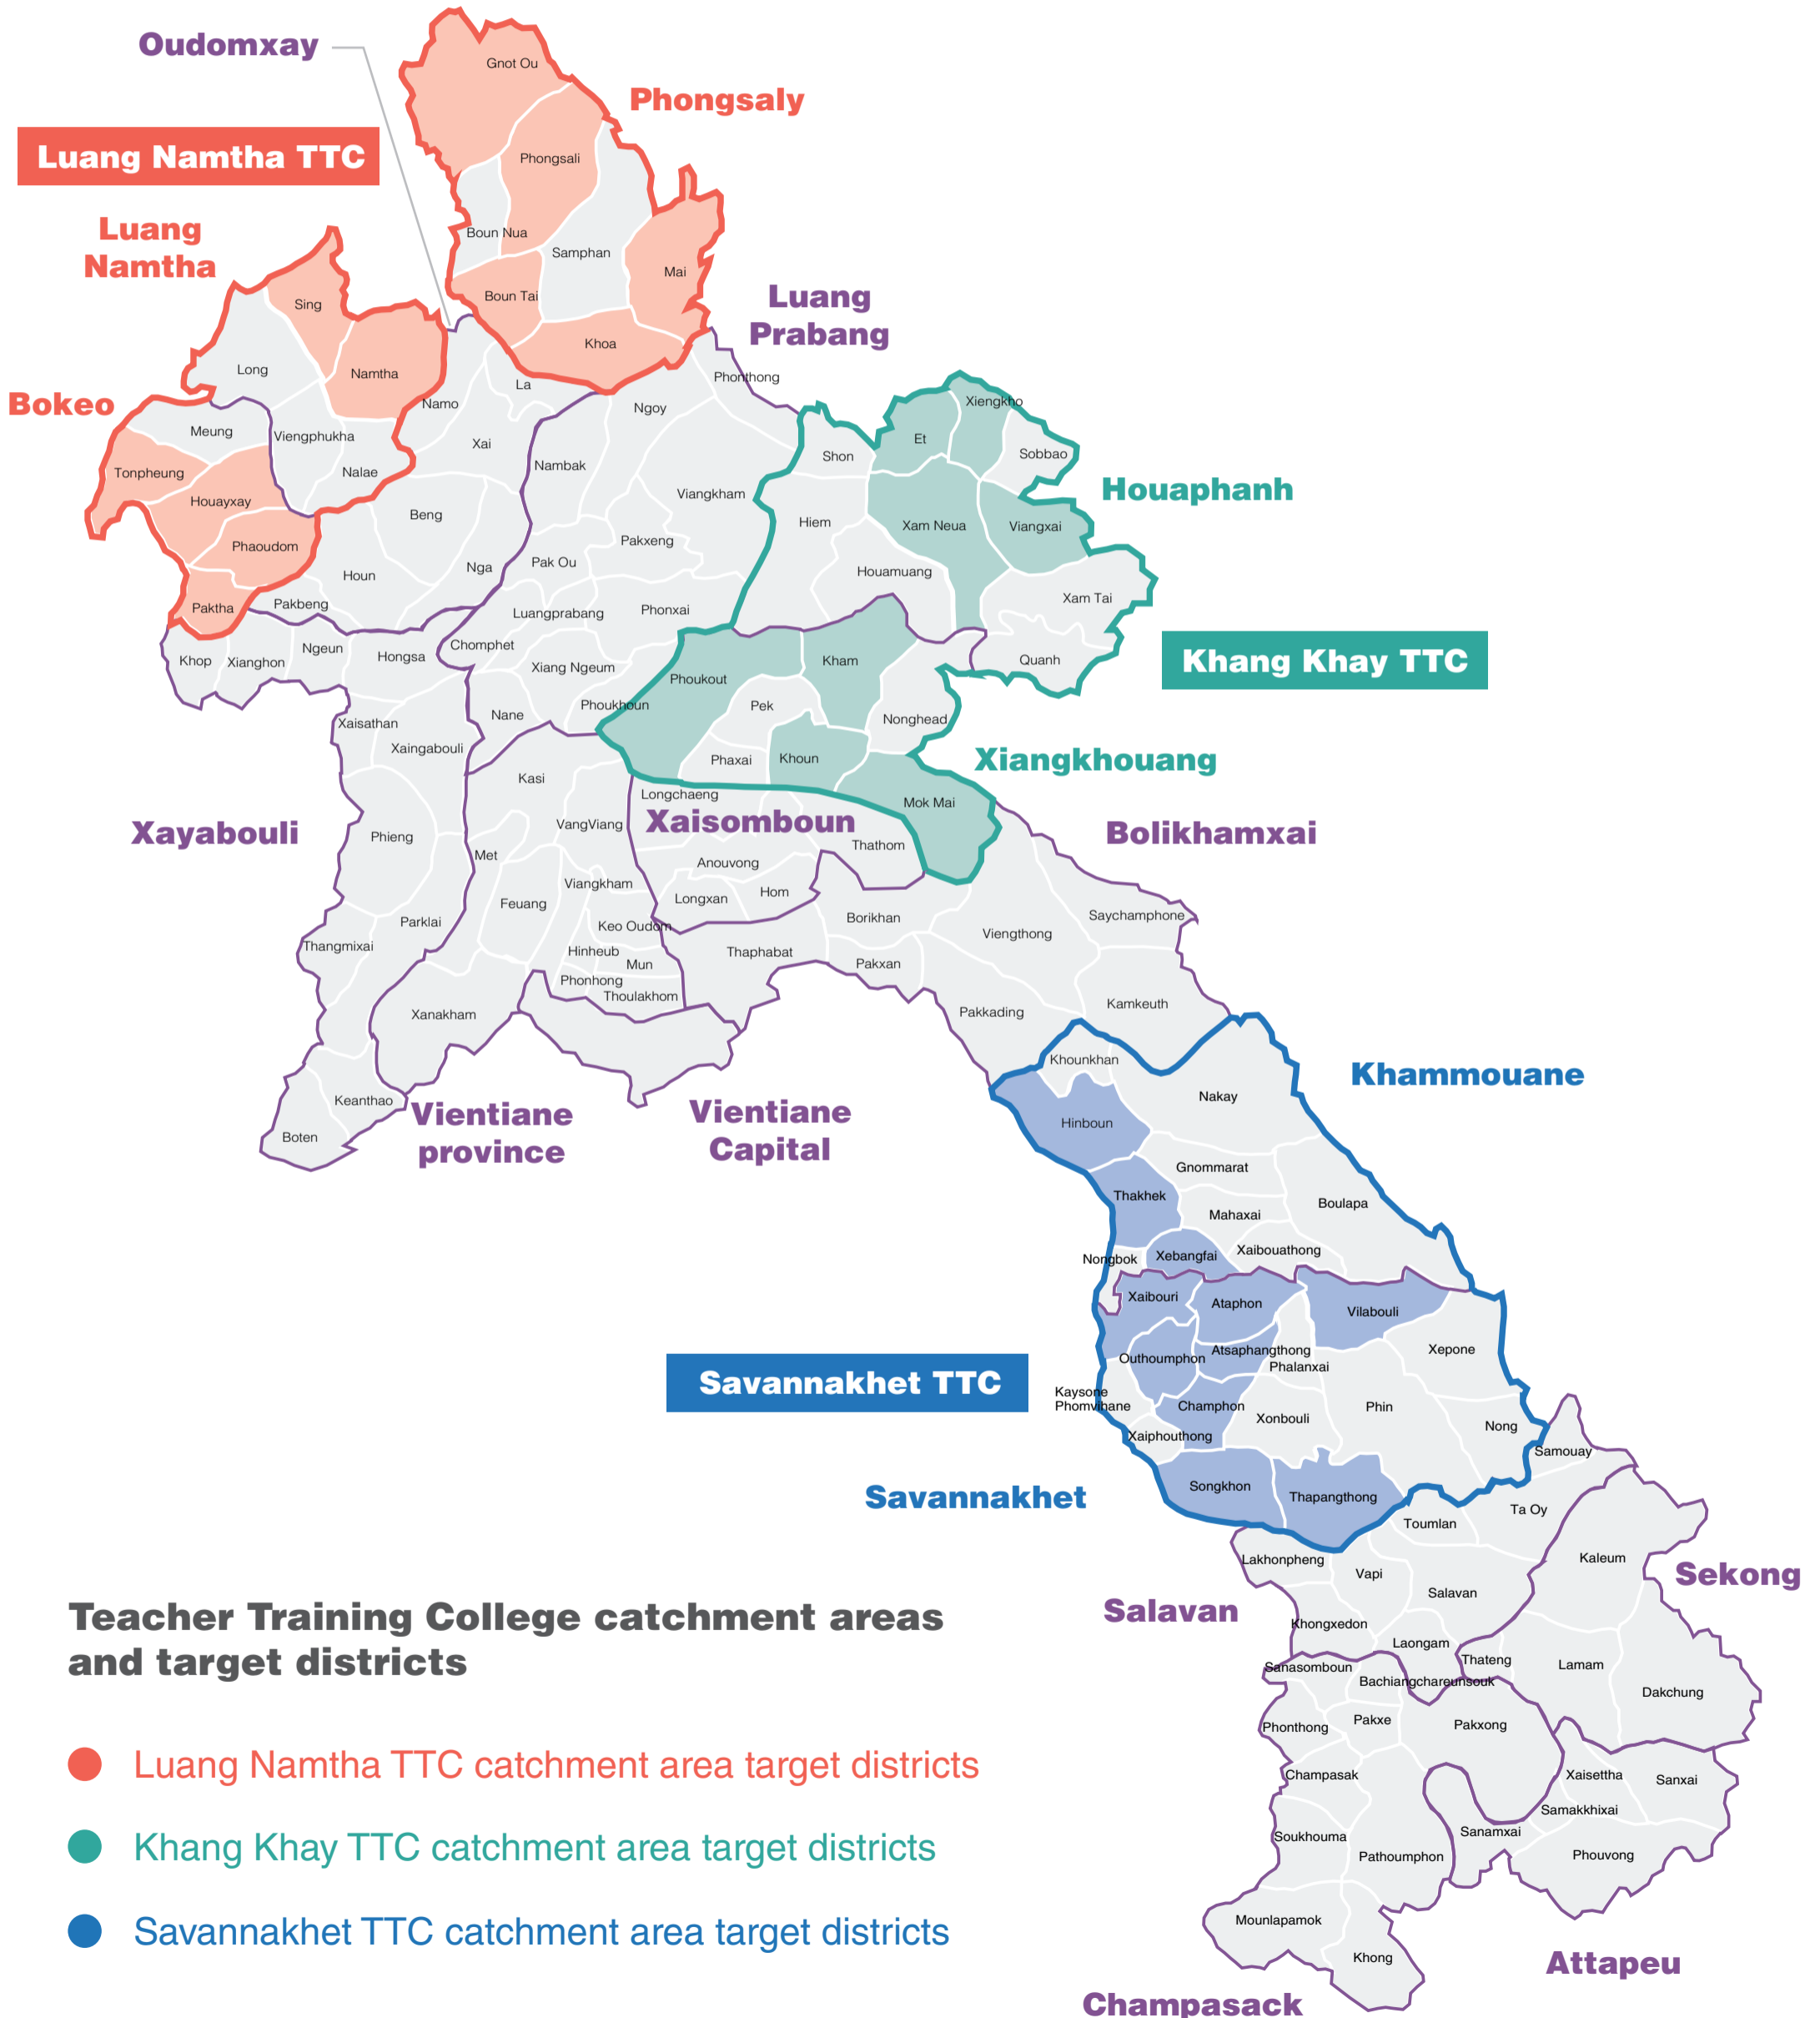 Oudomxay
Gnot Ou
Phongsaly
Luang Namtha TTC
Phongsali
Luang
Namtha
Boun Nua
Samphan
Mai
Boun Tai
Luang
Prabang
Sing
Khoa
Long
Namtha
La
Phonthong
Bokeo
Namo
Ngoy
Xiengkho
Meung
Viengphukha
Xai
Et
Shon
Sobbao
Tonpheung
Nalae
Nambak
Houaphanh
Houayxay
Beng
Viangkham
Hiem
Xam Neua
Viangxai
Phaoudom
Pakxeng
Houn
Nga
Pak Ou
Houamuang
Paktha
Pakbeng
Luangprabang
Phonxai
Xam Tai
Khop
Xianghon
Ngeun
Hongsa
Chomphet
Xiang Ngeum
Kham
Quanh
Khang Khay TTC
Phoukout
Phoukhoun
Pek
Nonghead
Nane
Xaisathan
Xaingabouli
Phaxai
Khoun
Xiangkhouang
Kasi
Longchaeng
Mok Mai
Xayabouli
Xaisomboun
Bolikhamxai
Phieng
VangViang
Met
Anouvong
Thathom
Viangkham
Feuang
Longxan
Hom
Parklai
Keo Oudom
Borikhan
Saychamphone
Thangmixai
Hinheub
Mun
Thaphabat
Pakxan
Viengthong
Phonhong
Thoulakhom
Xanakham
Pakkading
Kamkeuth
Khounkhan
Khammouane
Keanthao
Vientiane
province
Vientiane
Capital
Nakay
Boten
Hinboun
Gnommarat
Thakhek
Mahaxai
Boulapa
Nongbok
Xebangfai
Xaibouathong
Xaibouri
Ataphon
Vilabouli
Outhoumphon
Atsaphangthong
Phalanxai
Xepone
Savannakhet TTC
Kaysone
Phomvihane
Champhon
Xonbouli
Phin
Nong
Xaiphouthong
Samouay
Savannakhet
Songkhon
Thapangthong
Toumlan
Ta Oy
Lakhonpheng
Vapi
Salavan
Kaleum
Sekong
Salavan
Khongxedon
Laongam
Thateng
Lamam
Dakchung
Sanasomboun
Bachiangchareunsouk
Phonthong
Pakxe
Pakxong
Champasak
Xaisettha
Sanxai
Samakkhixai
Sanamxai
Soukhouma
Pathoumphon
Phouvong
Mounlapamok
Khong
Attapeu
Champasack
Teacher Training College catchment areas
and target districts
Luang Namtha TTC catchment area target districts
Khang Khay TTC catchment area target districts
Savannakhet TTC catchment area target districts